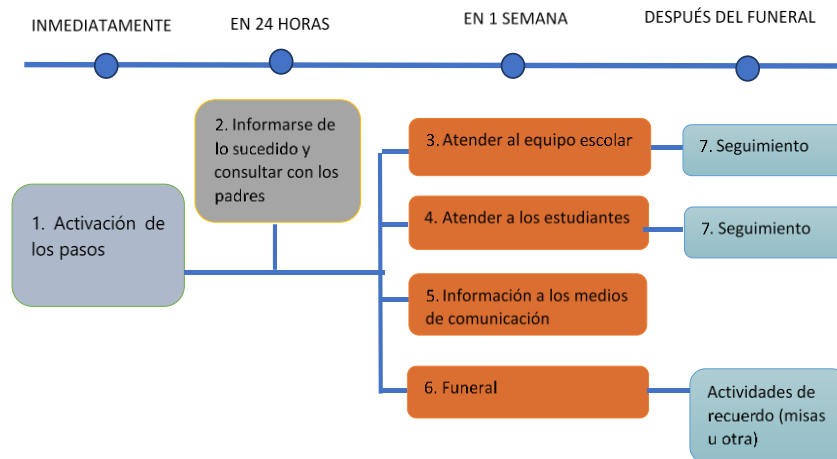 INMEDIATAMENTE
EN 24 HORAS
EN 1 SEMANA
DESPUÉS DEL FUNERAL
1. Activación de
los pasos
2. Informarse de
lo sucedido y
consultar con los
padres
3. Atender al equipo escolar
4. Atender a los estudiantes
5. Información a los medios
de comunicación
6. Funeral
7. Seguimiento
7. Seguimiento
Actividades de
recuerdo (misas
u otra)